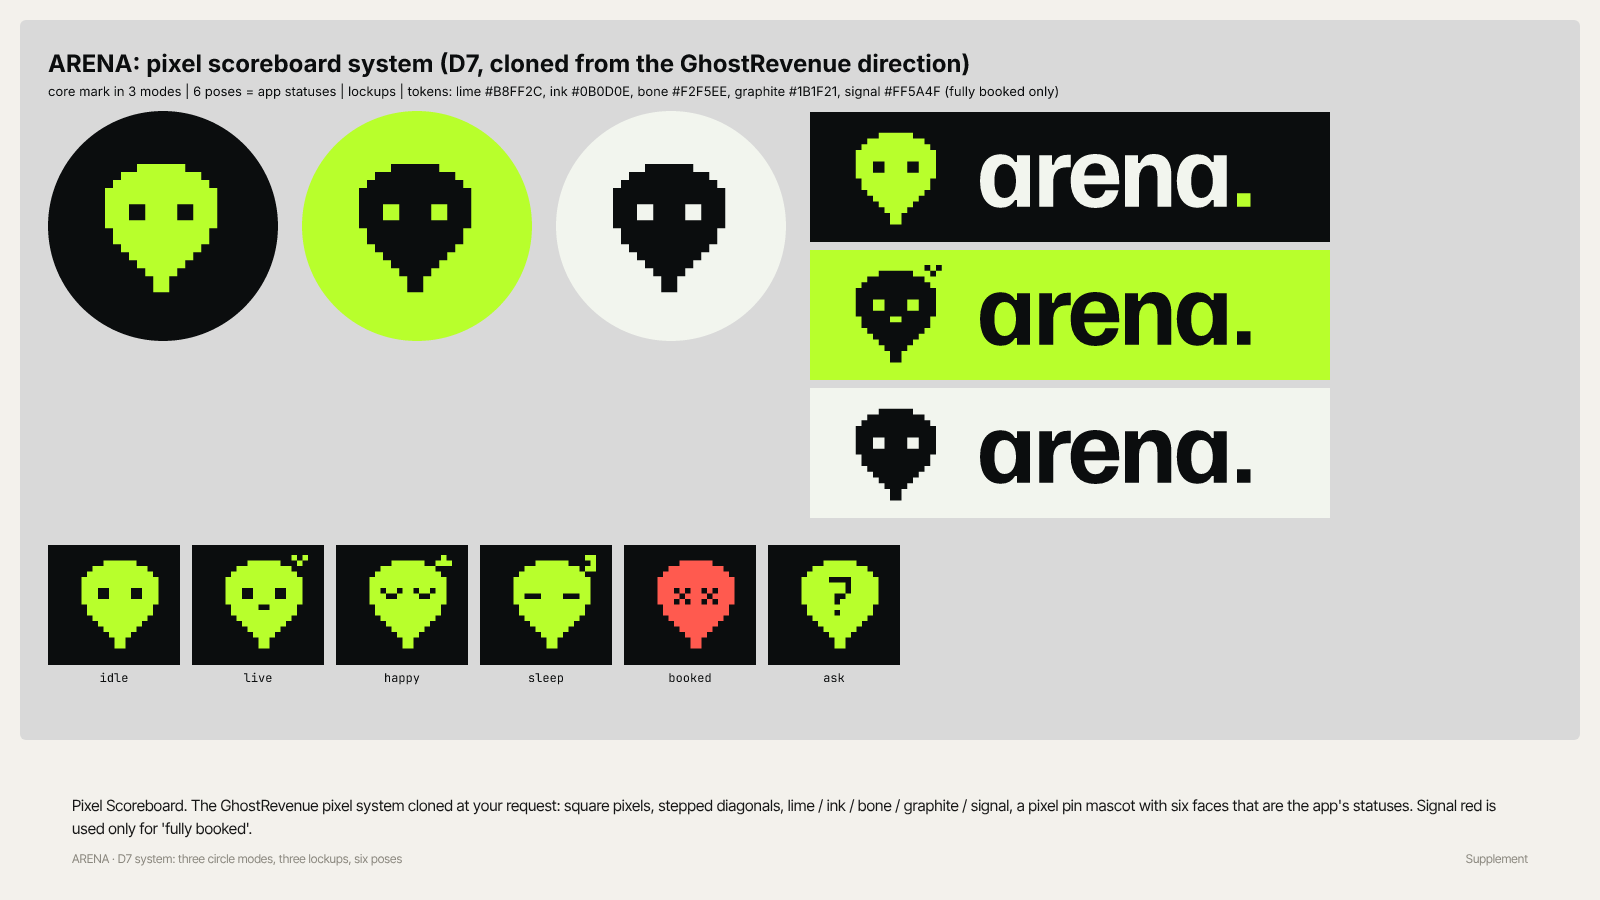 ARENA: pixel scoreboard system (D7, cloned from the GhostRevenue direction)
core mark in 3 modes | 6 poses = app statuses | lockups | tokens: lime #B8FF2C, ink #0B0D0E, bone #F2F5EE, graphite #1B1F21, signal #FF5A4F (fully booked only)
arena.
arena.
arena.
?
idle
live
happy
sleep
booked
ask
Pixel Scoreboard. The GhostRevenue pixel system cloned at your request: square pixels, stepped diagonals, lime / ink / bone / graphite / signal, a pixel pin mascot with six faces that are the app's statuses. Signal red is
used only for 'fully booked'.
ARENA · D7 system: three circle modes, three lockups, six poses
Supplement